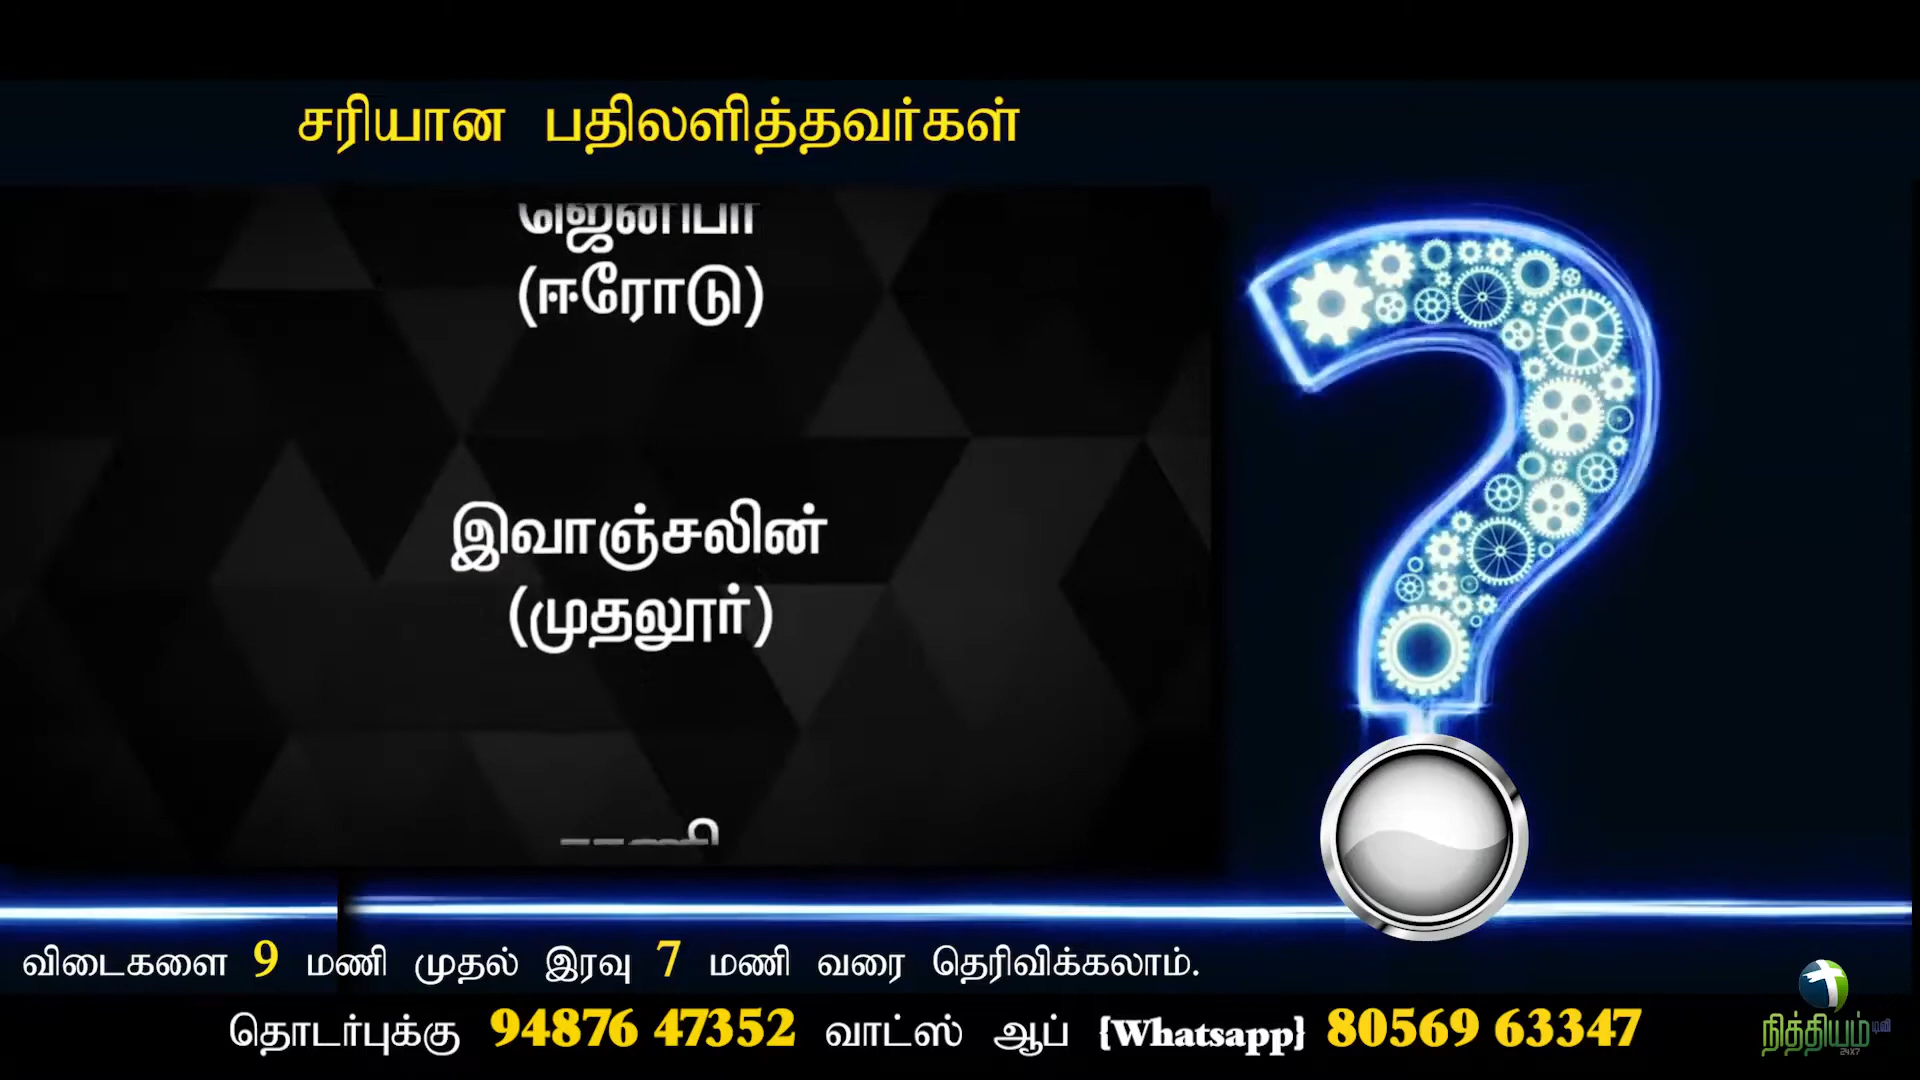 சரியான பதிலளித்தவர்கள்
(ஈரோடு)
இவாஞ்சலின்
(முதலூர்)
விடைகளை 9 மணி முதல் இரவு 7 மணி வரை தெரிவிக்கலாம்.
தொடர்புக்கு 94876 47352 வாட்ஸ் ஆப் {Whatsapp} 80569 63347
நித்தியம் டிவி
24X7